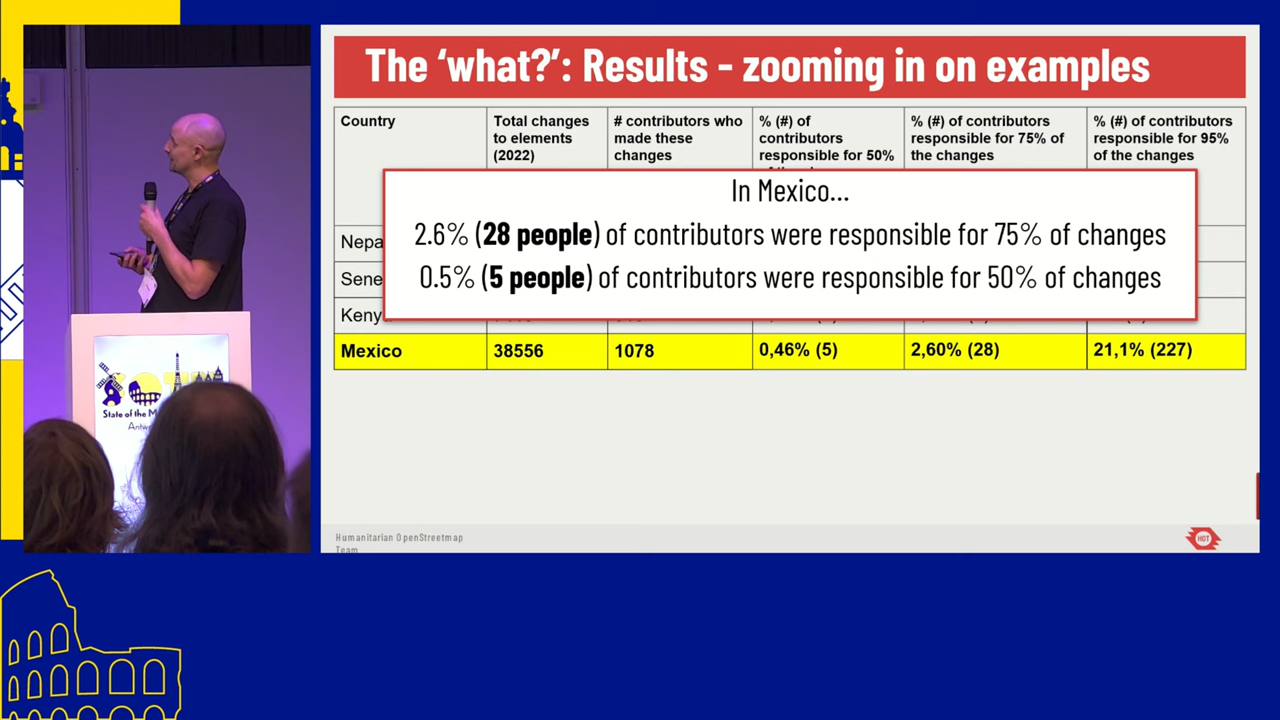 The ‘what?’: Results - zooming in on examples
Country
Total changes
to elements
(2022)
# contributors who
made these
changes
% (#) of
contributors
responsible for 50%
% (#) of contributors
responsible for 75% of
the changes
% (#) of contributors
responsible for 95%
of the changes
In Mexico...
2.6% (28 people) of contributors were responsible for 75% of changes
0.5% (5 people) of contributors were responsible for 50% of changes
Nepa
Sene
Keny
Mexico 38556 1078 0,46% (5) 2,60% (28) 21,1% (227)
State of the M
Antw
Humanitarian OpenStreetmap
Team
HOT